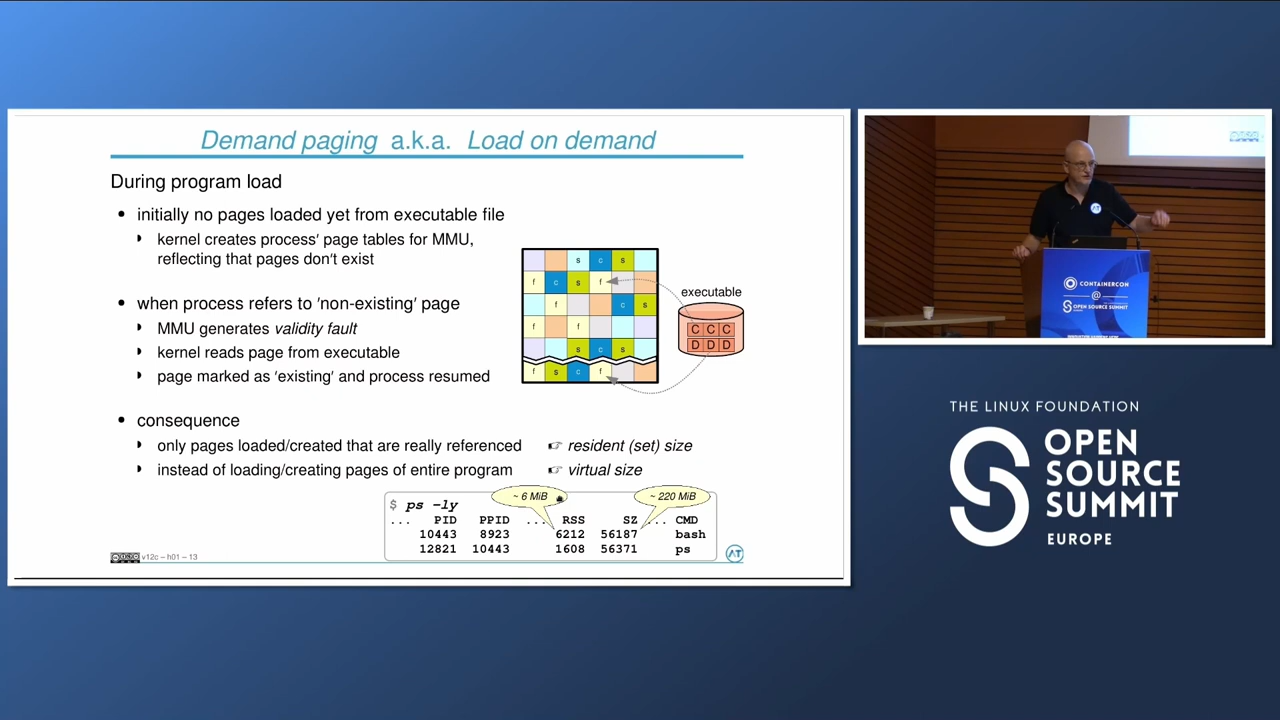 Demand paging a.k.a. Load on demand
During program load
• initially no pages loaded yet from executable file
kernel creates process' page tables for MMU,
reflecting that pages don't exist
• when process refers to 'non-existing' page
MMU generates validity fault
kernel reads page from executable
page marked as 'existing' and process resumed
• consequence
only pages loaded/created that are really referenced ☞ resident (set) size
instead of loading/creating pages of entire program ☞ virtual size
s c s
f c s f
f c s
f f
s c s
f s c f
executable
C C C
D D D
~ 6 MiB ~ 220 MiB
$ ps -ly
... PID PPID ... RSS SZ ... CMD
10443 8923 6212 56187 bash
12821 10443 1608 56371 ps
v12c – h01 – 13
AT
AT
CONTAINERCON
@
OPEN SOURCE SUMMIT
THE LINUX FOUNDATION
OPEN
SOURCE
SUMMIT
EUROPE